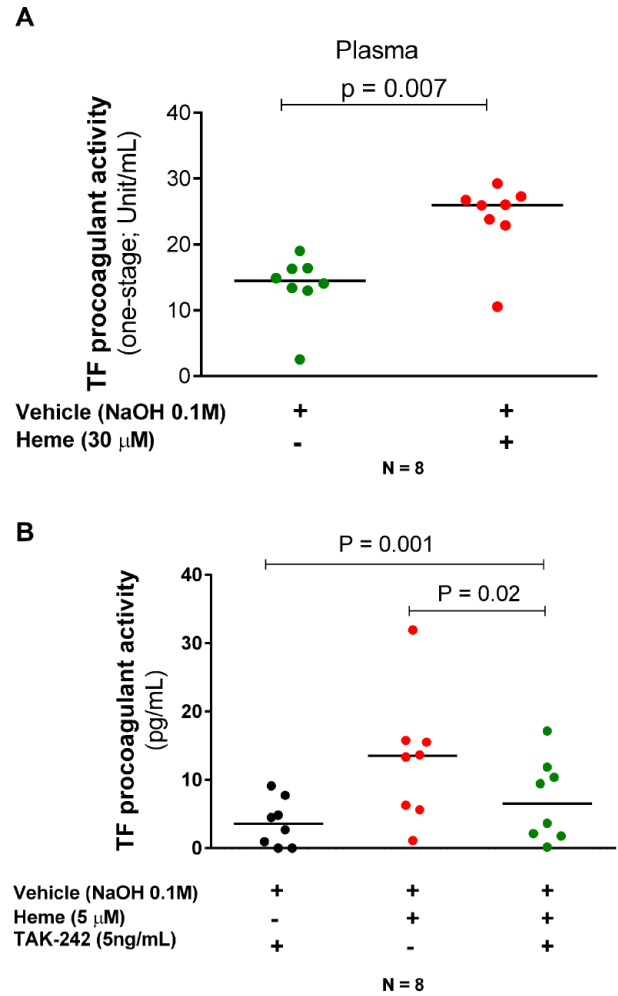 A
Plasma
p = 0.007
TF procoagulant activity
(one-stage; Unit/mL)
40
30
20
10
0
Vehicle (NaOH 0.1M) + +
Heme (30 μM) - +
N = 8
B
P = 0.001
P = 0.02
TF procoagulant activity
(pg/mL)
40
30
20
10
0
Vehicle (NaOH 0.1M) + + +
Heme (5 μM) - + +
TAK-242 (5ng/mL) + - +
N = 8